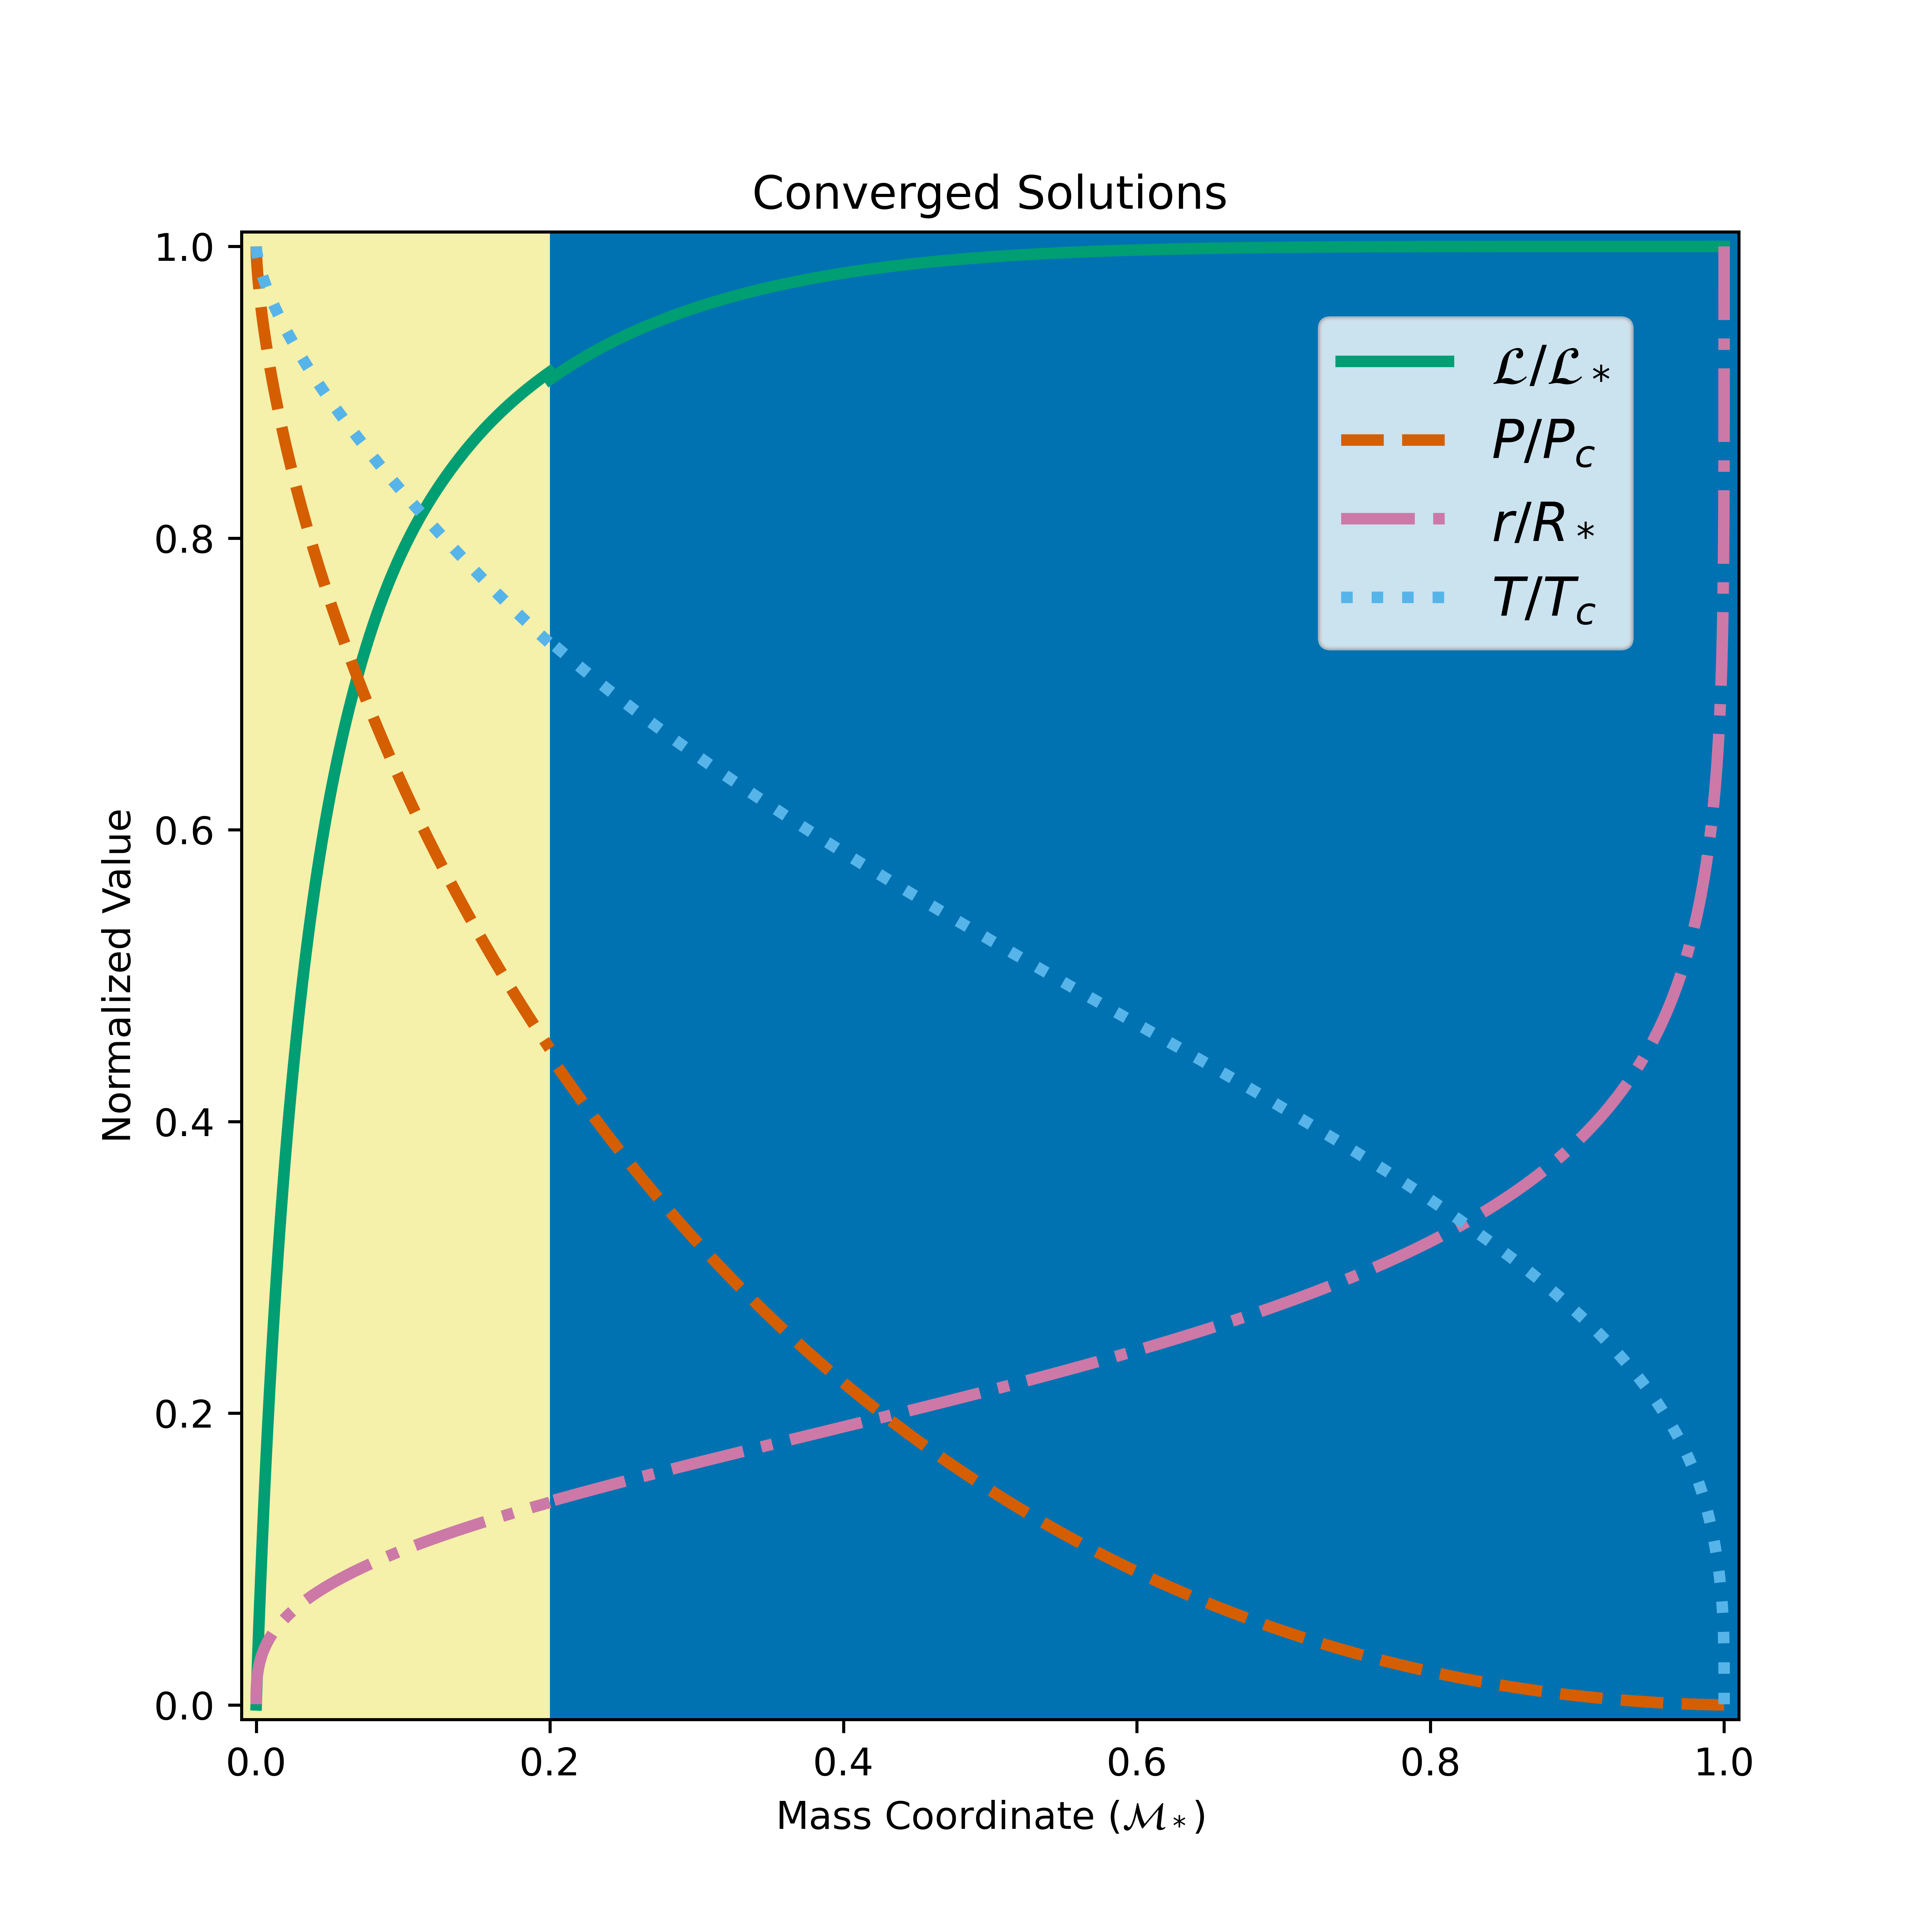 Converged Solutions
1.0
0.8
0.6
0.4
0.2
0.0
Normalized Value
ℒ/ℒ*
P/Pc
r/R*
T/Tc
0.0 0.2 0.4 0.6 0.8 1.0
Mass Coordinate (ℳ*)